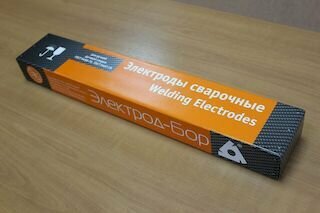 Электроды сварочные
Welding Electrodes
Электрод-Бор